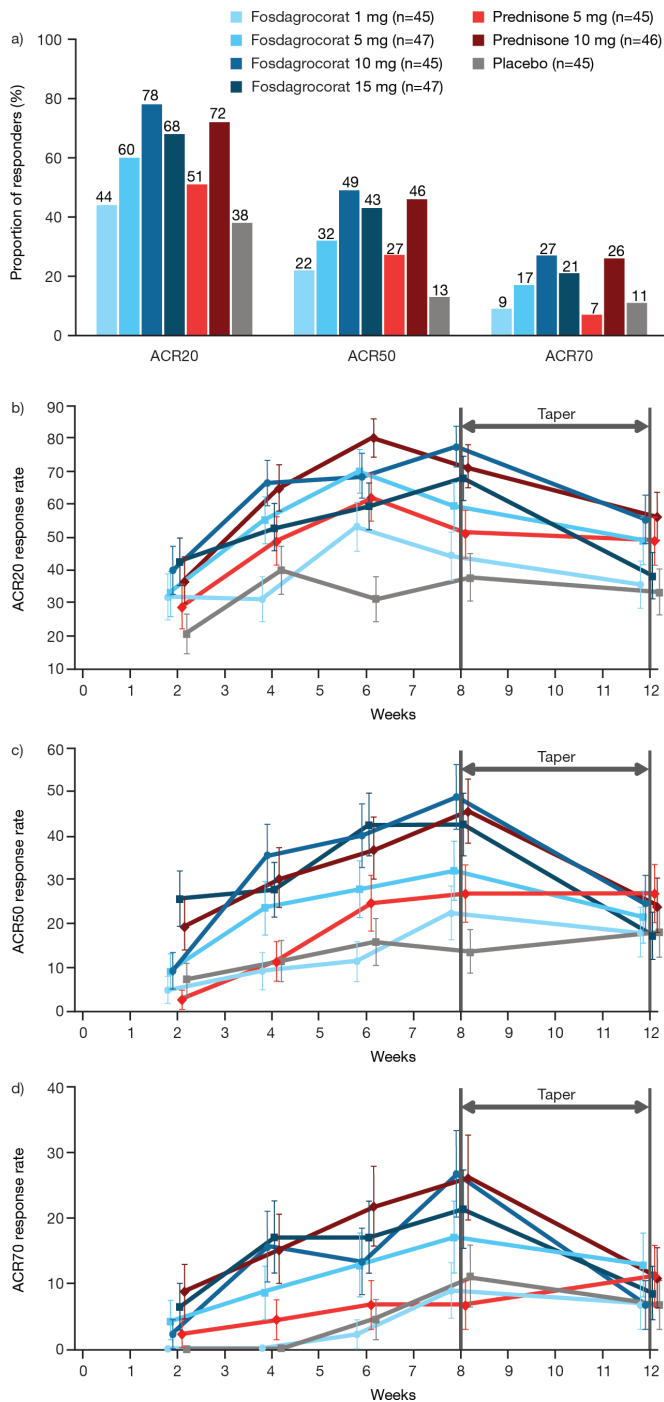 a)
Fosdagrocorat 1 mg (n=45)
Fosdagrocorat 5 mg (n=47)
Fosdagrocorat 10 mg (n=45)
Fosdagrocorat 15 mg (n=47)
Prednisone 5 mg (n=45)
Prednisone 10 mg (n=46)
Placebo (n=45)
Proportion of responders (%)
100
80
60
40
20
0
44 60 78 68 51 72 38
22 32 49 43 27 46 13
9 17 27 21 7 26 11
ACR20 ACR50 ACR70
b)
Taper
ACR20 response rate
90
80
70
60
50
40
30
20
10
0 1 2 3 4 5 6 7 8 9 10 11 12
Weeks
c)
Taper
ACR50 response rate
60
50
40
30
20
10
0
0 1 2 3 4 5 6 7 8 9 10 11 12
Weeks
d)
Taper
ACR70 response rate
40
30
20
10
0
0 1 2 3 4 5 6 7 8 9 10 11 12
Weeks